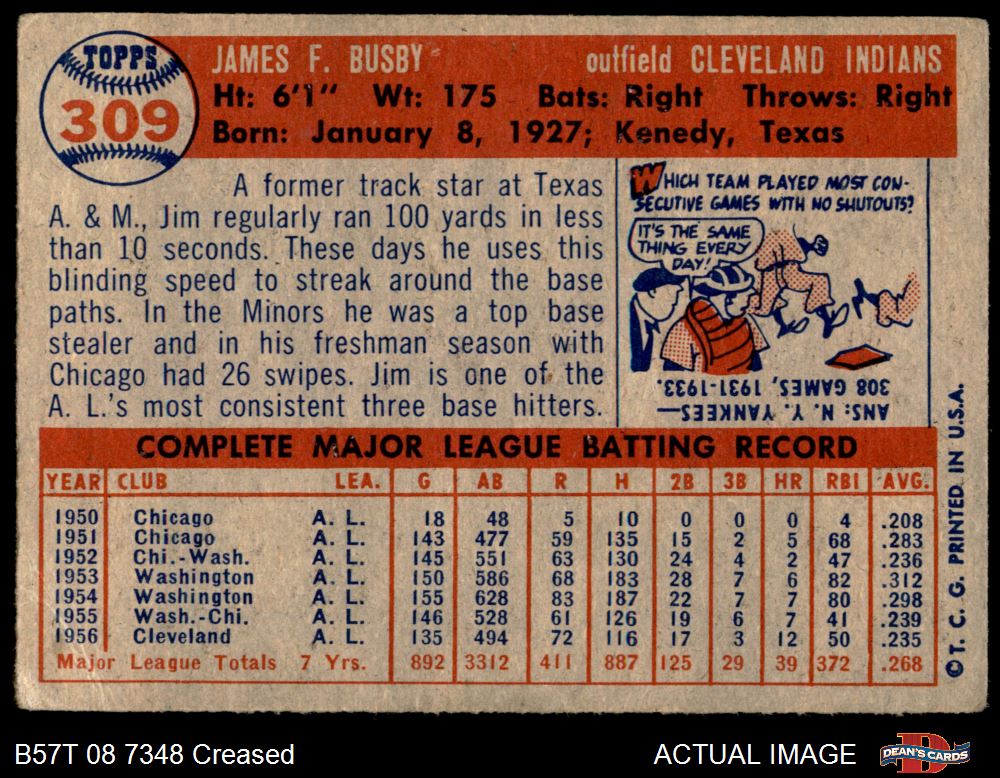 TOPPS
309
JAMES F. BUSBY outfield CLEVELAND INDIANS
Ht: 6'1" Wt: 175 Bats: Right Throws: Right
Born: January 8, 1927; Kenedy, Texas
A former track star at Texas
A. & M., Jim regularly ran 100 yards in less
than 10 seconds. These days he uses this
blinding speed to streak around the base
paths. In the Minors he was a top base
stealer and in his freshman season with
Chicago had 26 swipes. Jim is one of the
A. L.'s most consistent three base hitters.
WHICH TEAM PLAYED MOST CON-
SECUTIVE GAMES WITH NO SHUTOUTS?
IT'S THE SAME
THING EVERY
DAY!
ANS: N. Y. YANKEES—
308 GAMES, 1931-1933.
COMPLETE MAJOR LEAGUE BATTING RECORD
YEAR CLUB LEA. G AB R H 2B 3B HR RBI AVG.
1950 Chicago A. L. 18 48 5 10 0 0 0 4 .208
1951 Chicago A. L. 143 477 59 135 15 2 5 68 .283
1952 Chi.-Wash. A. L. 145 551 63 130 24 4 2 47 .236
1953 Washington A. L. 150 586 68 183 28 7 6 82 .312
1954 Washington A. L. 155 628 83 187 22 7 7 80 .298
1955 Wash.-Chi. A. L. 146 528 61 126 19 6 7 41 .239
1956 Cleveland A. L. 135 494 72 116 17 3 12 50 .235
Major League Totals 7 Yrs. 892 3312 411 887 125 29 39 372 .268
©T. C. G. PRINTED IN U.S.A.
B57T 08 7348 Creased ACTUAL IMAGE
DEAN'S CARDS